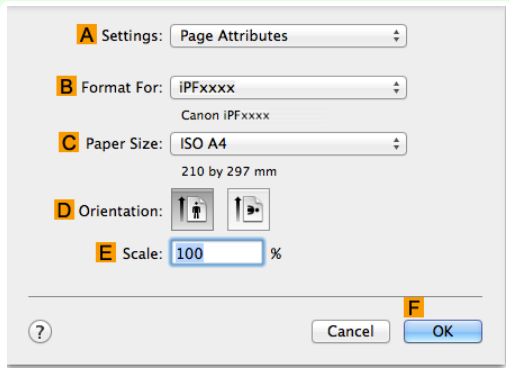 A Settings: Page Attributes
B Format For: iPFxxxx
Canon iPFxxxx
C Paper Size: ISO A4
210 by 297 mm
D Orientation:
E Scale: 100 %
F
? Cancel OK